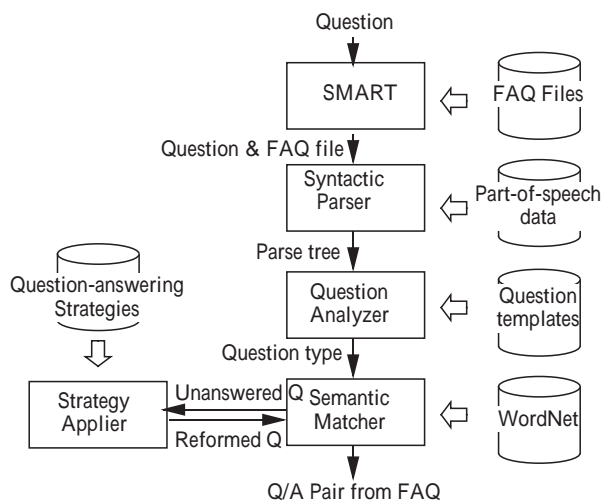 Question
SMART
FAQ Files
Question & FAQ file
Syntactic
Parser
Part-of-speech
data
Parse tree
Question-answering
Strategies
Question
Analyzer
Question
templates
Question type
Strategy
Applier
Unanswered Q
Reformed Q
Semantic
Matcher
WordNet
Q/A Pair from FAQ